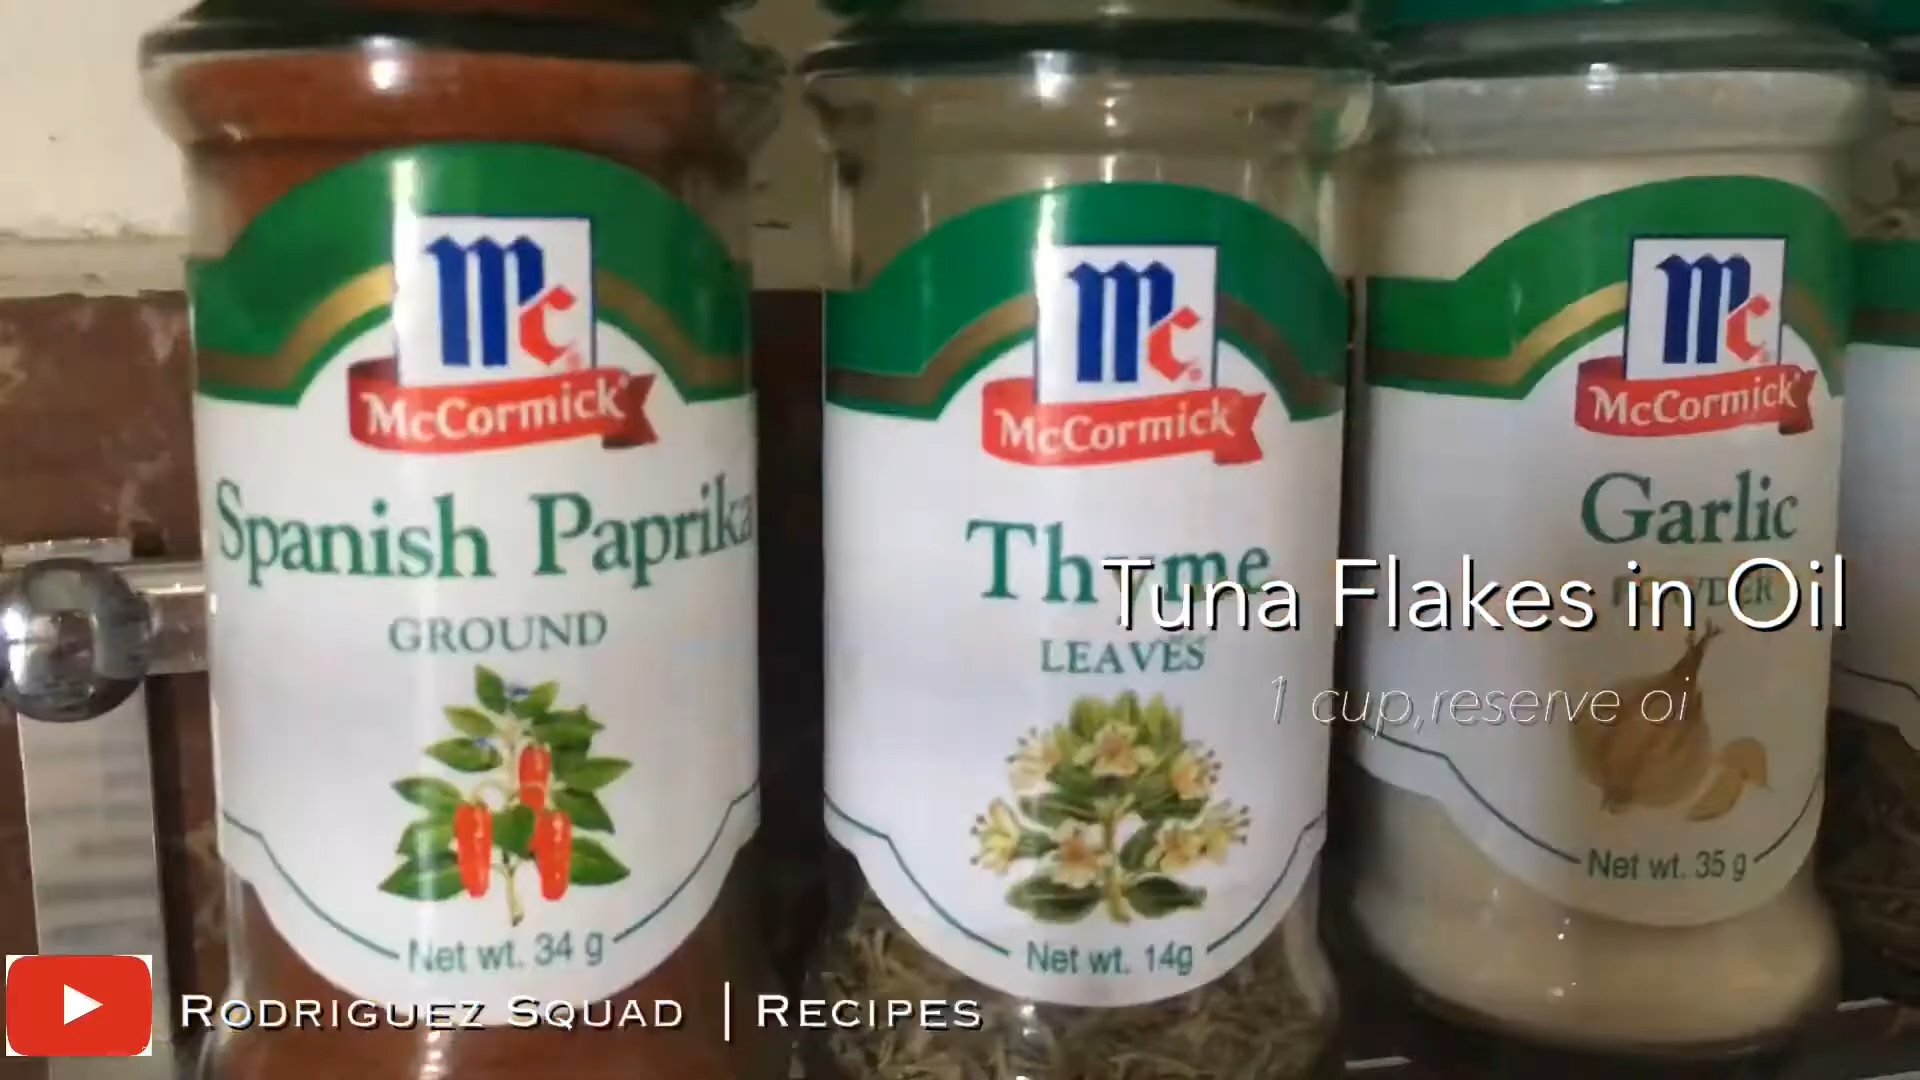 Mc
McCormick
Spanish Paprika
GROUND
Net wt. 34 g
Mc
McCormick
Thyme
LEAVES
Net wt. 14g
Mc
McCormick
Garlic
POWDER
Net wt. 35 g
Tuna Flakes in Oil
1 cup,reserve oi
RODRIGUEZ SQUAD | RECIPES